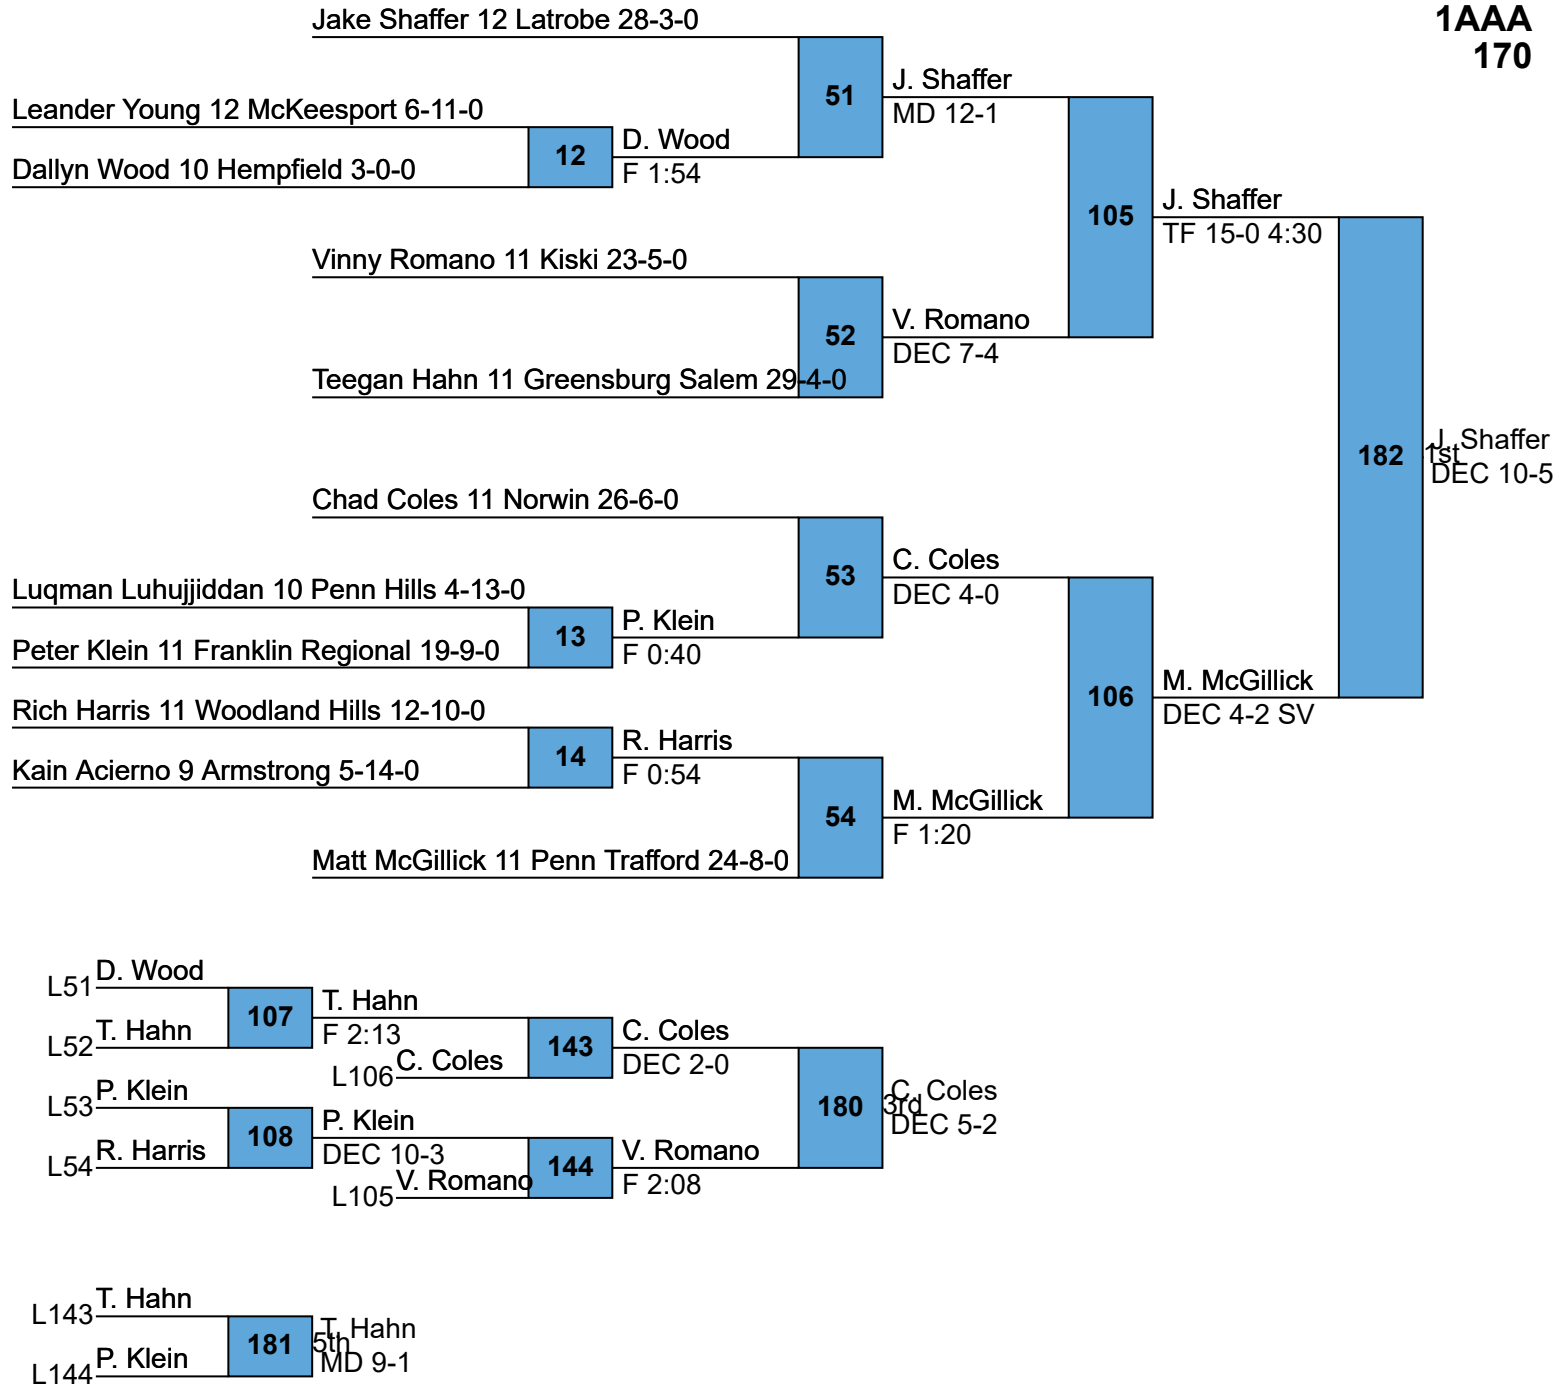 1AAA
170
Jake Shaffer 12 Latrobe 28-3-0
51
J. Shaffer
MD 12-1
Leander Young 12 McKeesport 6-11-0
12
D. Wood
F 1:54
Dallyn Wood 10 Hempfield 3-0-0
105
J. Shaffer
TF 15-0 4:30
Vinny Romano 11 Kiski 23-5-0
52
V. Romano
DEC 7-4
Teegan Hahn 11 Greensburg Salem 29-4-0
182
1st
J. Shaffer
DEC 10-5
Chad Coles 11 Norwin 26-6-0
53
C. Coles
DEC 4-0
Luqman Luhujjiddan 10 Penn Hills 4-13-0
13
P. Klein
F 0:40
Peter Klein 11 Franklin Regional 19-9-0
106
M. McGillick
DEC 4-2 SV
Rich Harris 11 Woodland Hills 12-10-0
14
R. Harris
F 0:54
Kain Acierno 9 Armstrong 5-14-0
54
M. McGillick
F 1:20
Matt McGillick 11 Penn Trafford 24-8-0
L51
D. Wood
107
T. Hahn
F 2:13
L52
T. Hahn
L106
C. Coles
143
C. Coles
DEC 2-0
L53
P. Klein
108
P. Klein
DEC 10-3
L54
R. Harris
L105
V. Romano
144
V. Romano
F 2:08
180
3rd
C. Coles
DEC 5-2
L143
T. Hahn
181
5th
T. Hahn
MD 9-1
L144
P. Klein